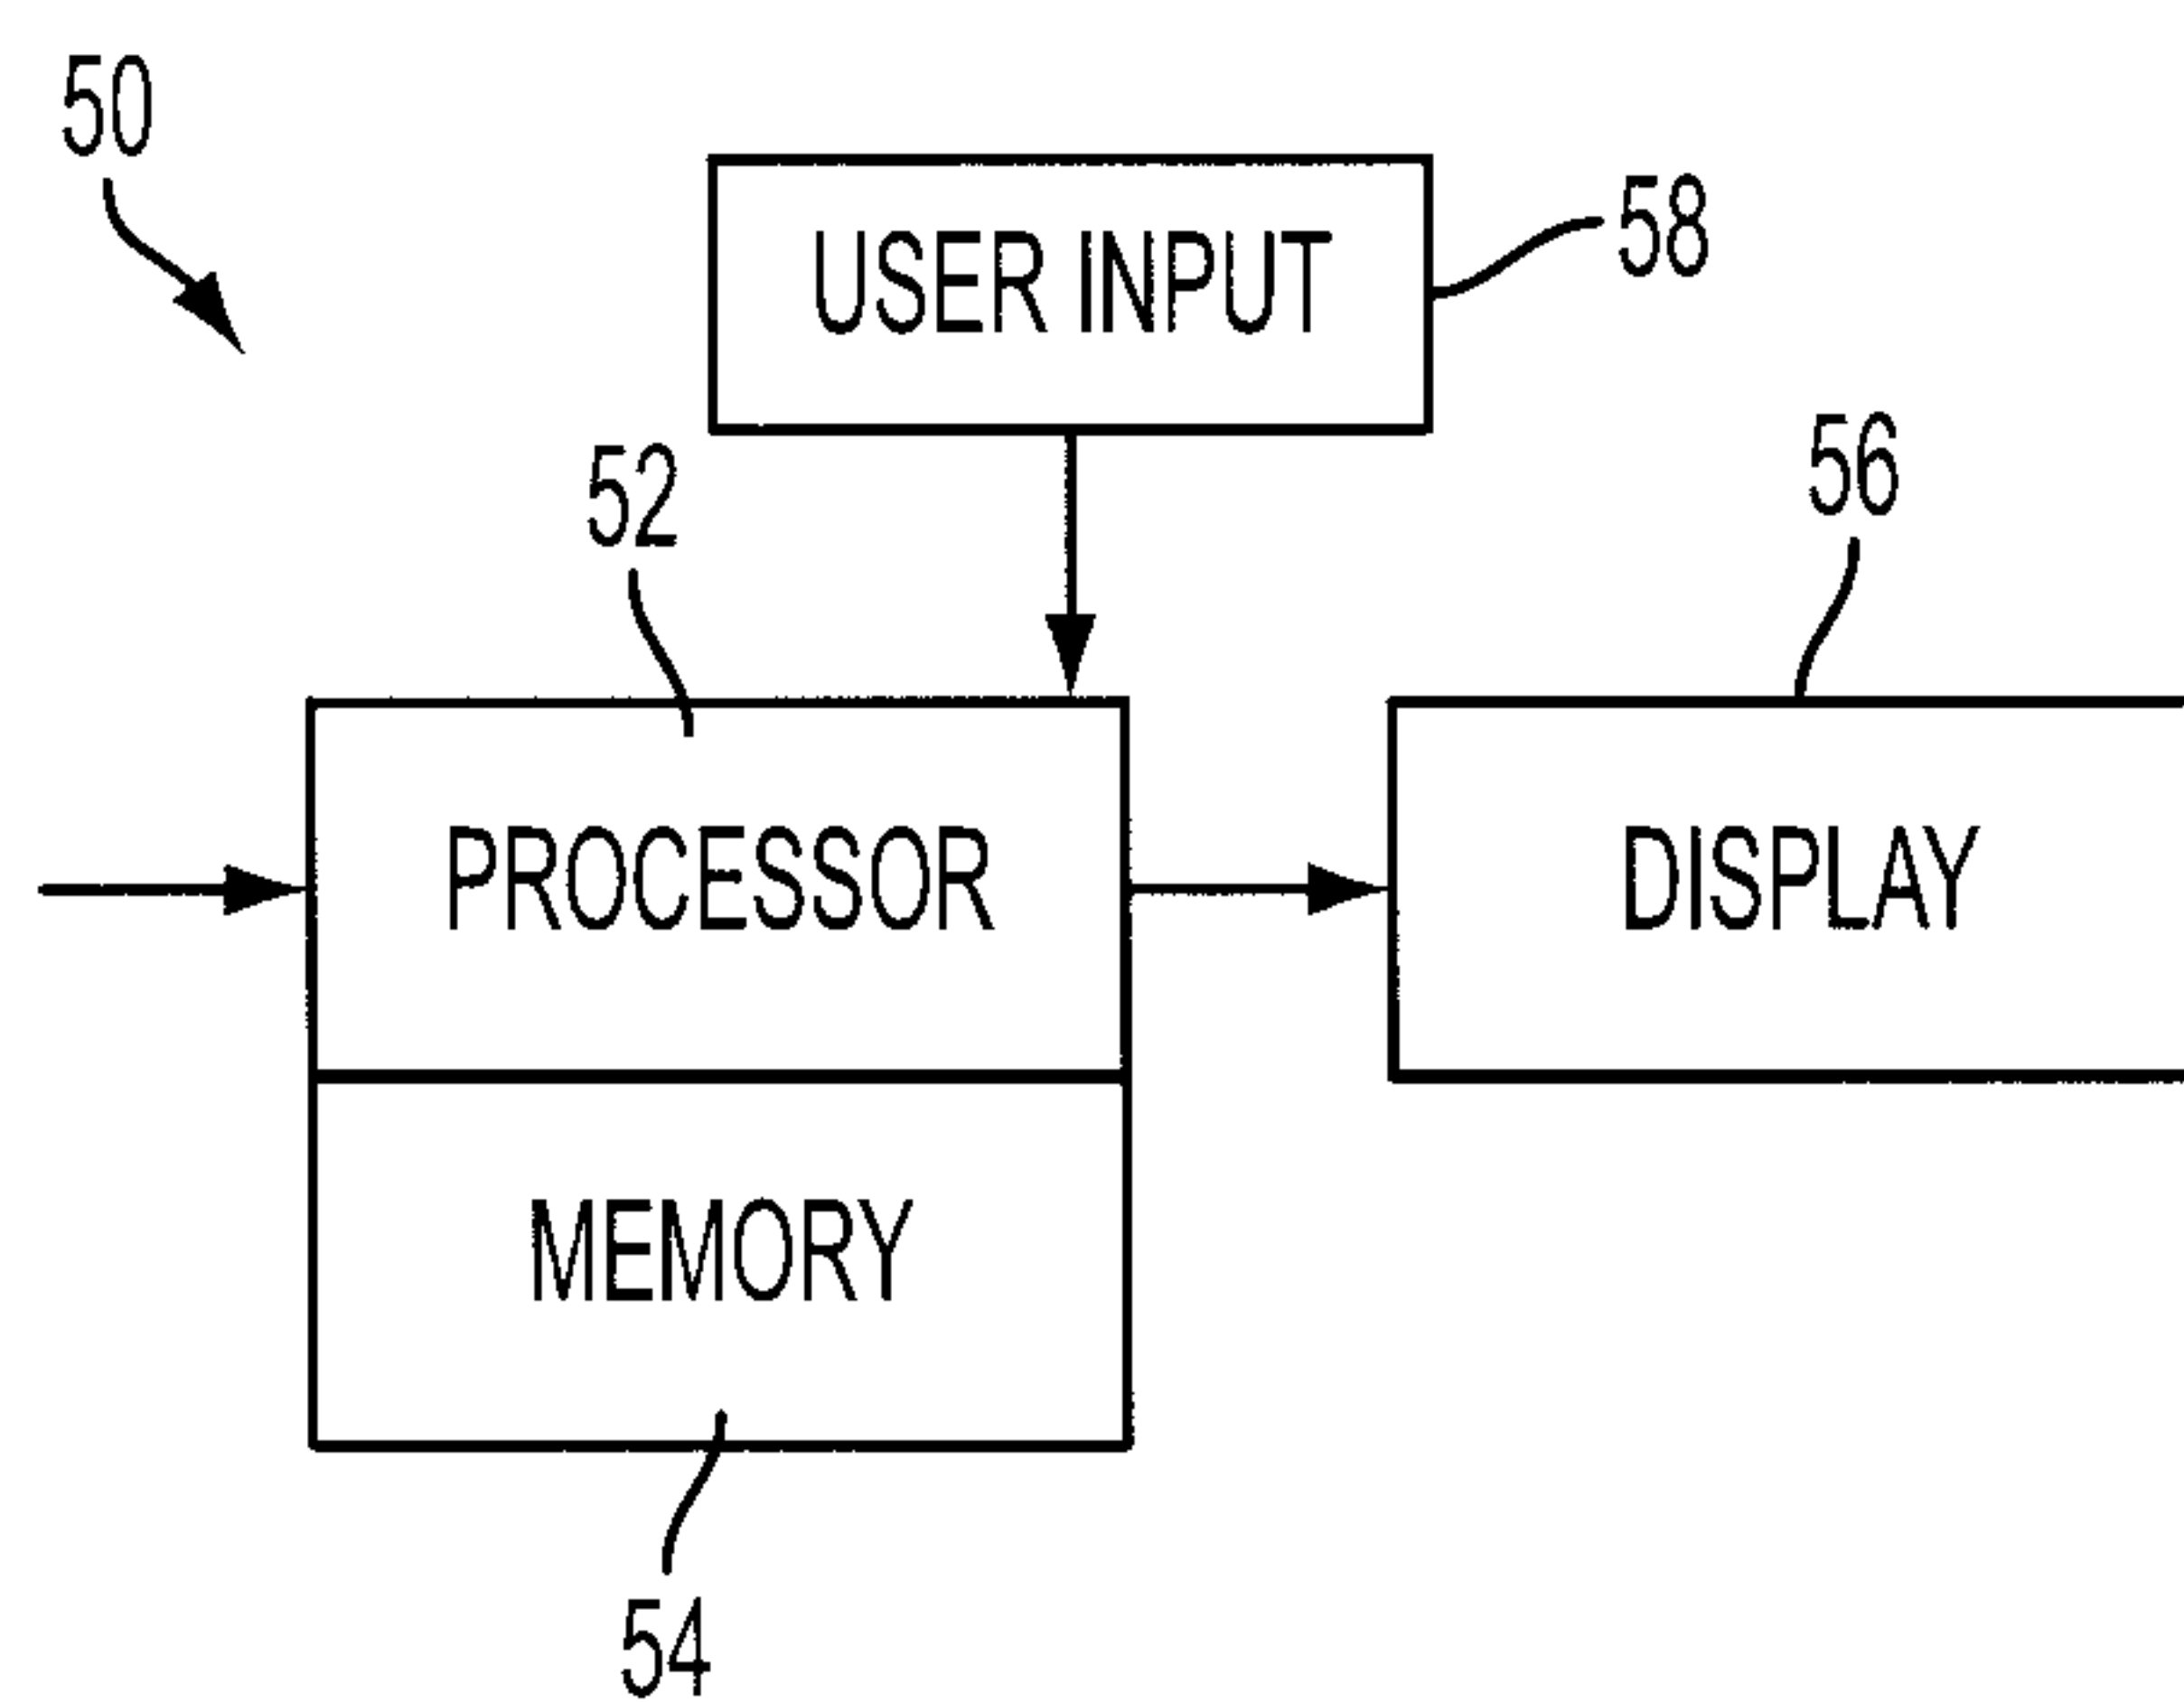 50
USER INPUT
58
52
56
PROCESSOR
DISPLAY
MEMORY
54